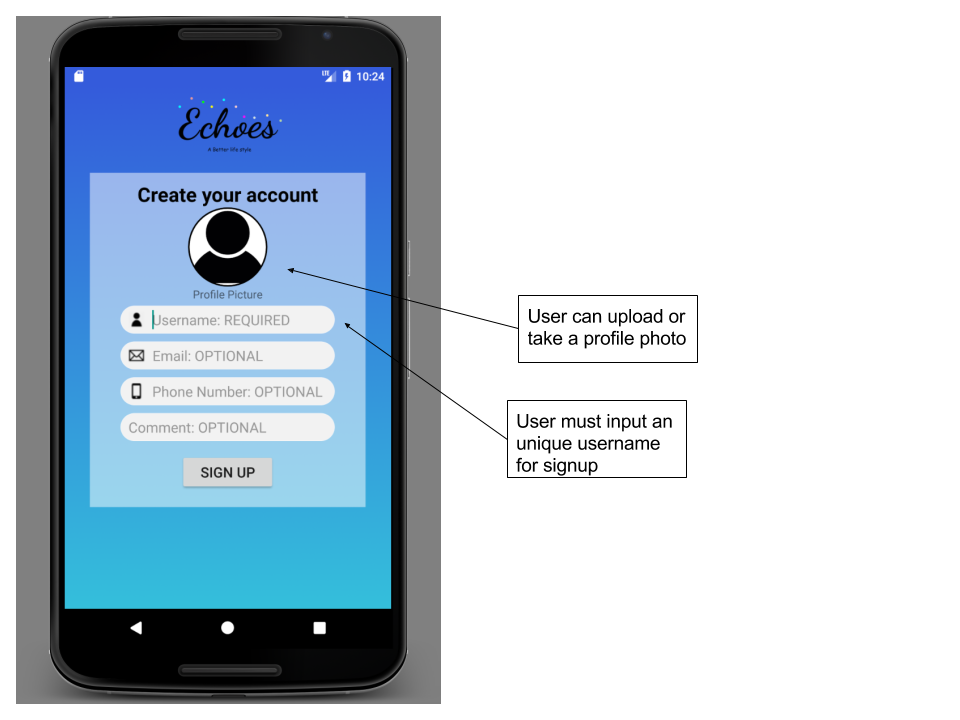 LTE 10:24
Echoes
A Better life style
Create your account
Profile Picture
Username: REQUIRED
Email: OPTIONAL
Phone Number: OPTIONAL
Comment: OPTIONAL
SIGN UP
User can upload or
take a profile photo
User must input an
unique username
for signup